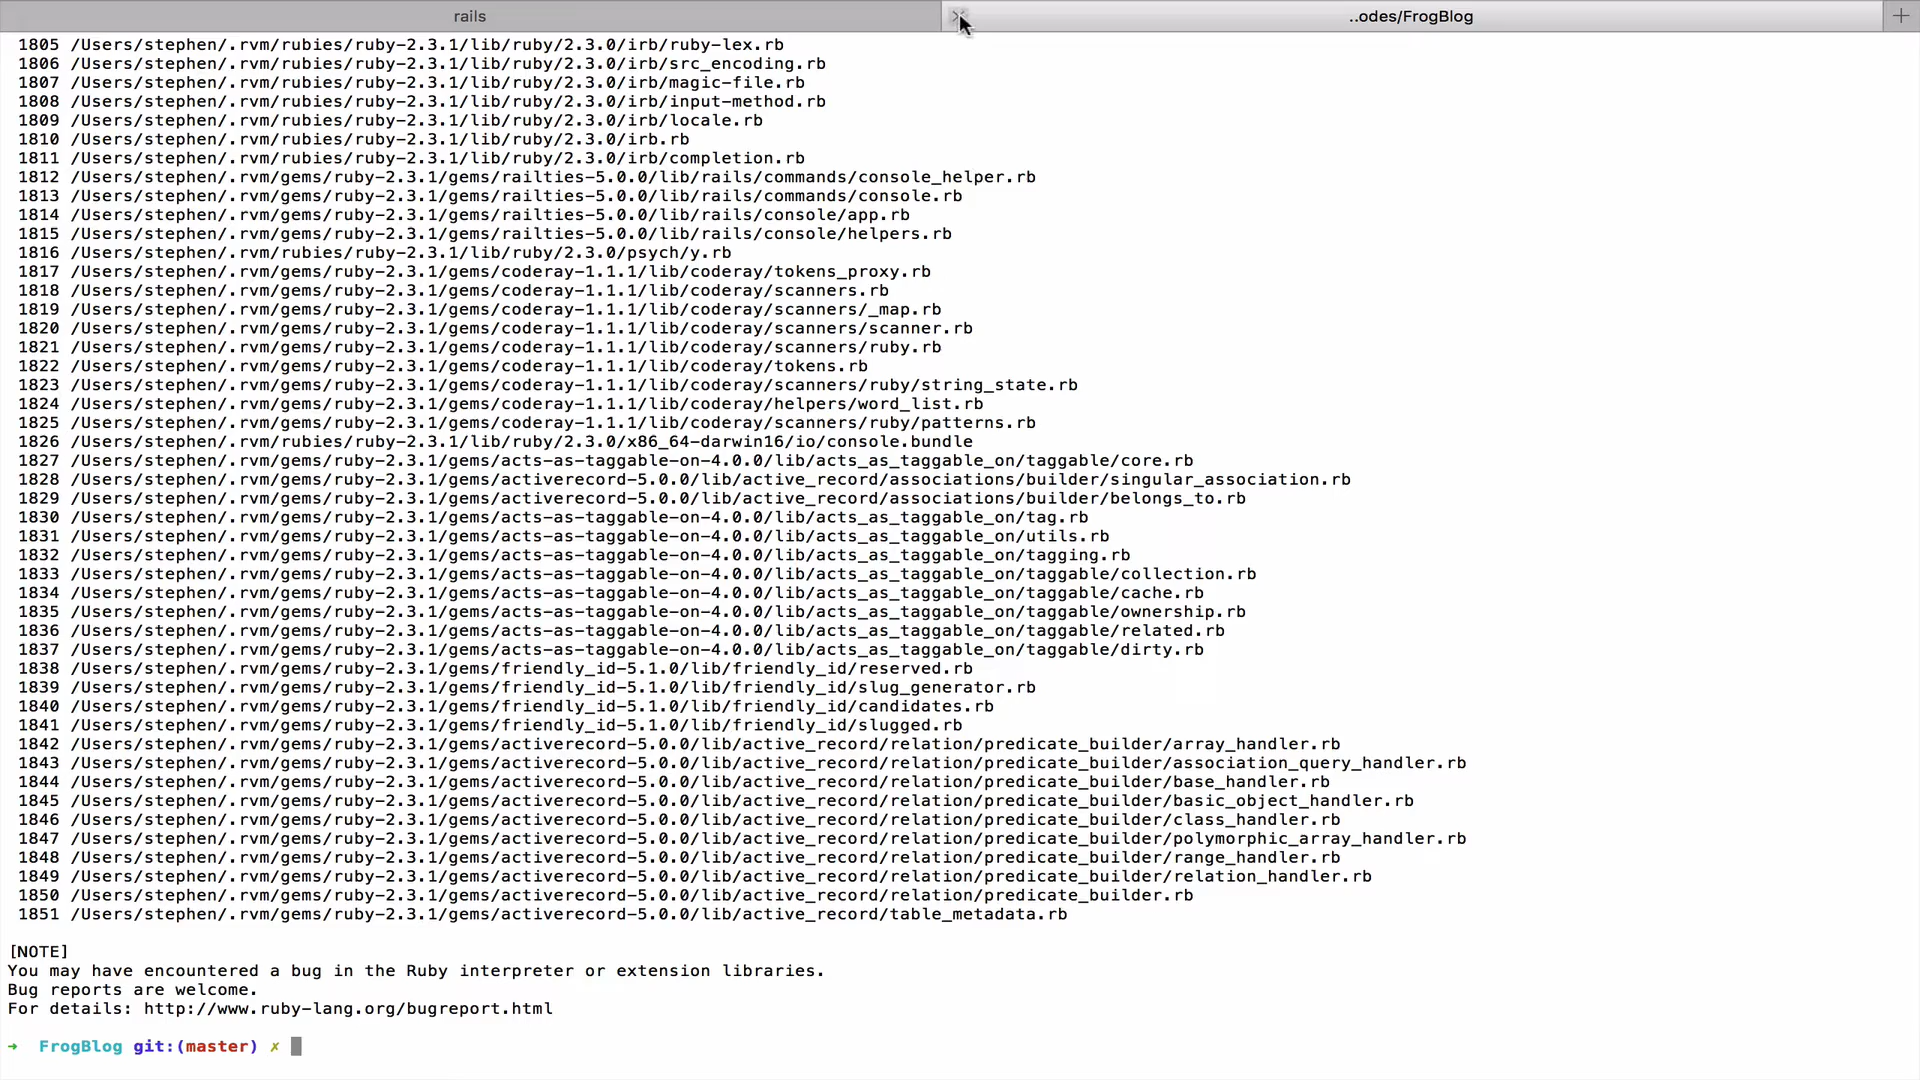 rails
..odes/FrogBlog
1805 /Users/stephen/.rvm/rubies/ruby-2.3.1/lib/ruby/2.3.0/irb/ruby-lex.rb
1806 /Users/stephen/.rvm/rubies/ruby-2.3.1/lib/ruby/2.3.0/irb/src_encoding.rb
1807 /Users/stephen/.rvm/rubies/ruby-2.3.1/lib/ruby/2.3.0/irb/magic-file.rb
1808 /Users/stephen/.rvm/rubies/ruby-2.3.1/lib/ruby/2.3.0/irb/input-method.rb
1809 /Users/stephen/.rvm/rubies/ruby-2.3.1/lib/ruby/2.3.0/irb/locale.rb
1810 /Users/stephen/.rvm/rubies/ruby-2.3.1/lib/ruby/2.3.0/irb.rb
1811 /Users/stephen/.rvm/rubies/ruby-2.3.1/lib/ruby/2.3.0/irb/completion.rb
1812 /Users/stephen/.rvm/gems/ruby-2.3.1/gems/railties-5.0.0/lib/rails/commands/console_helper.rb
1813 /Users/stephen/.rvm/gems/ruby-2.3.1/gems/railties-5.0.0/lib/rails/commands/console.rb
1814 /Users/stephen/.rvm/gems/ruby-2.3.1/gems/railties-5.0.0/lib/rails/console/app.rb
1815 /Users/stephen/.rvm/gems/ruby-2.3.1/gems/railties-5.0.0/lib/rails/console/helpers.rb
1816 /Users/stephen/.rvm/rubies/ruby-2.3.1/lib/ruby/2.3.0/psych/y.rb
1817 /Users/stephen/.rvm/gems/ruby-2.3.1/gems/coderay-1.1.1/lib/coderay/tokens_proxy.rb
1818 /Users/stephen/.rvm/gems/ruby-2.3.1/gems/coderay-1.1.1/lib/coderay/scanners.rb
1819 /Users/stephen/.rvm/gems/ruby-2.3.1/gems/coderay-1.1.1/lib/coderay/scanners/_map.rb
1820 /Users/stephen/.rvm/gems/ruby-2.3.1/gems/coderay-1.1.1/lib/coderay/scanners/scanner.rb
1821 /Users/stephen/.rvm/gems/ruby-2.3.1/gems/coderay-1.1.1/lib/coderay/scanners/ruby.rb
1822 /Users/stephen/.rvm/gems/ruby-2.3.1/gems/coderay-1.1.1/lib/coderay/tokens.rb
1823 /Users/stephen/.rvm/gems/ruby-2.3.1/gems/coderay-1.1.1/lib/coderay/scanners/ruby/string_state.rb
1824 /Users/stephen/.rvm/gems/ruby-2.3.1/gems/coderay-1.1.1/lib/coderay/helpers/word_list.rb
1825 /Users/stephen/.rvm/gems/ruby-2.3.1/gems/coderay-1.1.1/lib/coderay/scanners/ruby/patterns.rb
1826 /Users/stephen/.rvm/rubies/ruby-2.3.1/lib/ruby/2.3.0/x86_64-darwin16/io/console.bundle
1827 /Users/stephen/.rvm/gems/ruby-2.3.1/gems/acts-as-taggable-on-4.0.0/lib/acts_as_taggable_on/taggable/core.rb
1828 /Users/stephen/.rvm/gems/ruby-2.3.1/gems/activerecord-5.0.0/lib/active_record/associations/builder/singular_association.rb
1829 /Users/stephen/.rvm/gems/ruby-2.3.1/gems/activerecord-5.0.0/lib/active_record/associations/builder/belongs_to.rb
1830 /Users/stephen/.rvm/gems/ruby-2.3.1/gems/acts-as-taggable-on-4.0.0/lib/acts_as_taggable_on/tag.rb
1831 /Users/stephen/.rvm/gems/ruby-2.3.1/gems/acts-as-taggable-on-4.0.0/lib/acts_as_taggable_on/utils.rb
1832 /Users/stephen/.rvm/gems/ruby-2.3.1/gems/acts-as-taggable-on-4.0.0/lib/acts_as_taggable_on/tagging.rb
1833 /Users/stephen/.rvm/gems/ruby-2.3.1/gems/acts-as-taggable-on-4.0.0/lib/acts_as_taggable_on/taggable/collection.rb
1834 /Users/stephen/.rvm/gems/ruby-2.3.1/gems/acts-as-taggable-on-4.0.0/lib/acts_as_taggable_on/taggable/cache.rb
1835 /Users/stephen/.rvm/gems/ruby-2.3.1/gems/acts-as-taggable-on-4.0.0/lib/acts_as_taggable_on/taggable/ownership.rb
1836 /Users/stephen/.rvm/gems/ruby-2.3.1/gems/acts-as-taggable-on-4.0.0/lib/acts_as_taggable_on/taggable/related.rb
1837 /Users/stephen/.rvm/gems/ruby-2.3.1/gems/acts-as-taggable-on-4.0.0/lib/acts_as_taggable_on/taggable/dirty.rb
1838 /Users/stephen/.rvm/gems/ruby-2.3.1/gems/friendly_id-5.1.0/lib/friendly_id/reserved.rb
1839 /Users/stephen/.rvm/gems/ruby-2.3.1/gems/friendly_id-5.1.0/lib/friendly_id/slug_generator.rb
1840 /Users/stephen/.rvm/gems/ruby-2.3.1/gems/friendly_id-5.1.0/lib/friendly_id/candidates.rb
1841 /Users/stephen/.rvm/gems/ruby-2.3.1/gems/friendly_id-5.1.0/lib/friendly_id/slugged.rb
1842 /Users/stephen/.rvm/gems/ruby-2.3.1/gems/activerecord-5.0.0/lib/active_record/relation/predicate_builder/array_handler.rb
1843 /Users/stephen/.rvm/gems/ruby-2.3.1/gems/activerecord-5.0.0/lib/active_record/relation/predicate_builder/association_query_handler.rb
1844 /Users/stephen/.rvm/gems/ruby-2.3.1/gems/activerecord-5.0.0/lib/active_record/relation/predicate_builder/base_handler.rb
1845 /Users/stephen/.rvm/gems/ruby-2.3.1/gems/activerecord-5.0.0/lib/active_record/relation/predicate_builder/basic_object_handler.rb
1846 /Users/stephen/.rvm/gems/ruby-2.3.1/gems/activerecord-5.0.0/lib/active_record/relation/predicate_builder/class_handler.rb
1847 /Users/stephen/.rvm/gems/ruby-2.3.1/gems/activerecord-5.0.0/lib/active_record/relation/predicate_builder/polymorphic_array_handler.rb
1848 /Users/stephen/.rvm/gems/ruby-2.3.1/gems/activerecord-5.0.0/lib/active_record/relation/predicate_builder/range_handler.rb
1849 /Users/stephen/.rvm/gems/ruby-2.3.1/gems/activerecord-5.0.0/lib/active_record/relation/predicate_builder/relation_handler.rb
1850 /Users/stephen/.rvm/gems/ruby-2.3.1/gems/activerecord-5.0.0/lib/active_record/relation/predicate_builder.rb
1851 /Users/stephen/.rvm/gems/ruby-2.3.1/gems/activerecord-5.0.0/lib/active_record/table_metadata.rb
[NOTE]
You may have encountered a bug in the Ruby interpreter or extension libraries.
Bug reports are welcome.
For details: http://www.ruby-lang.org/bugreport.html
➜ FrogBlog git:(master) ✗